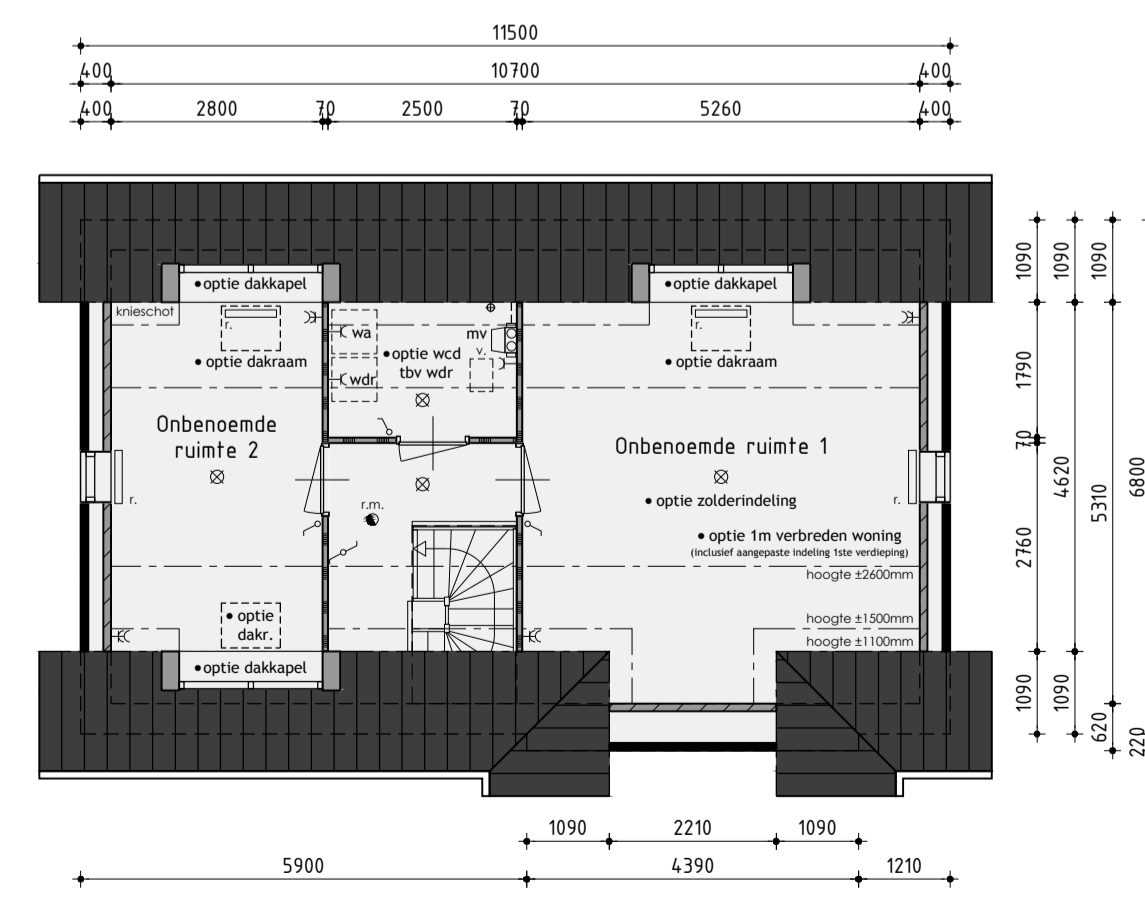 11500
400
10700
400
400
2800
70
2500
70
5260
400
optie dakkapel
optie dakkapel
knieschot
r.
wa
mv
v.
r.
optie dakraam
optie wcd
tbv wdr
optie dakraam
wdr
Onbenoemde
ruimte 2
Onbenoemde ruimte 1
r.
r.m.
r.
optie zolderindeling
optie 1m verbreden woning
(inclusief aangepaste indeling 1ste verdieping)
hoogte ±2600mm
optie
dakr.
hoogte ±1500mm
hoogte ±1100mm
optie dakkapel
1090
1090
1090
1790
70
4620
5310
6800
2760
1090
1090
620
220
1090
2210
1090
5900
4390
1210